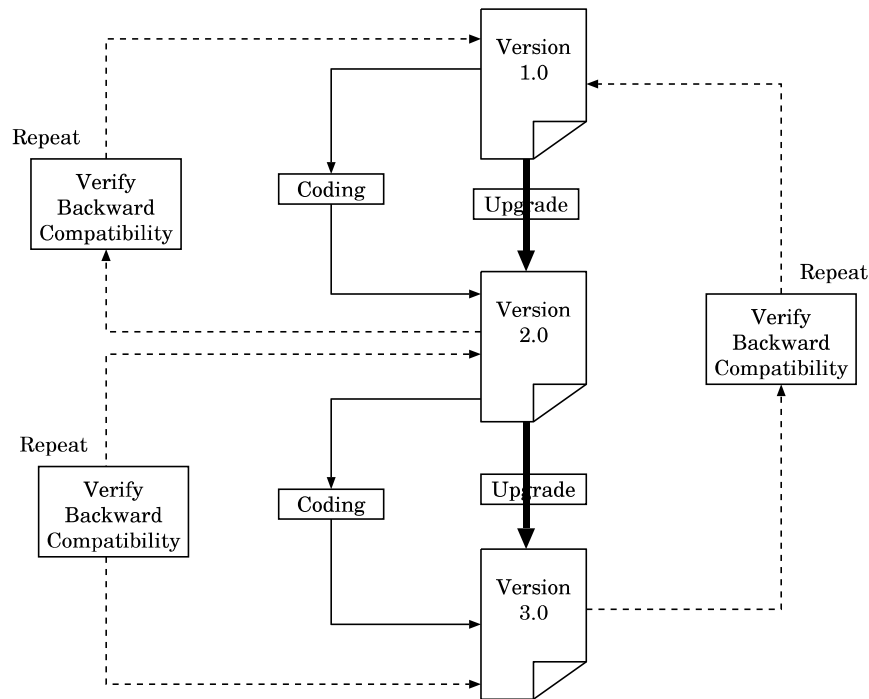 Version
1.0
Repeat
Verify
Backward
Compatibility
Coding
Upgrade
Repeat
Version
2.0
Verify
Backward
Compatibility
Repeat
Verify
Backward
Compatibility
Coding
Upgrade
Version
3.0